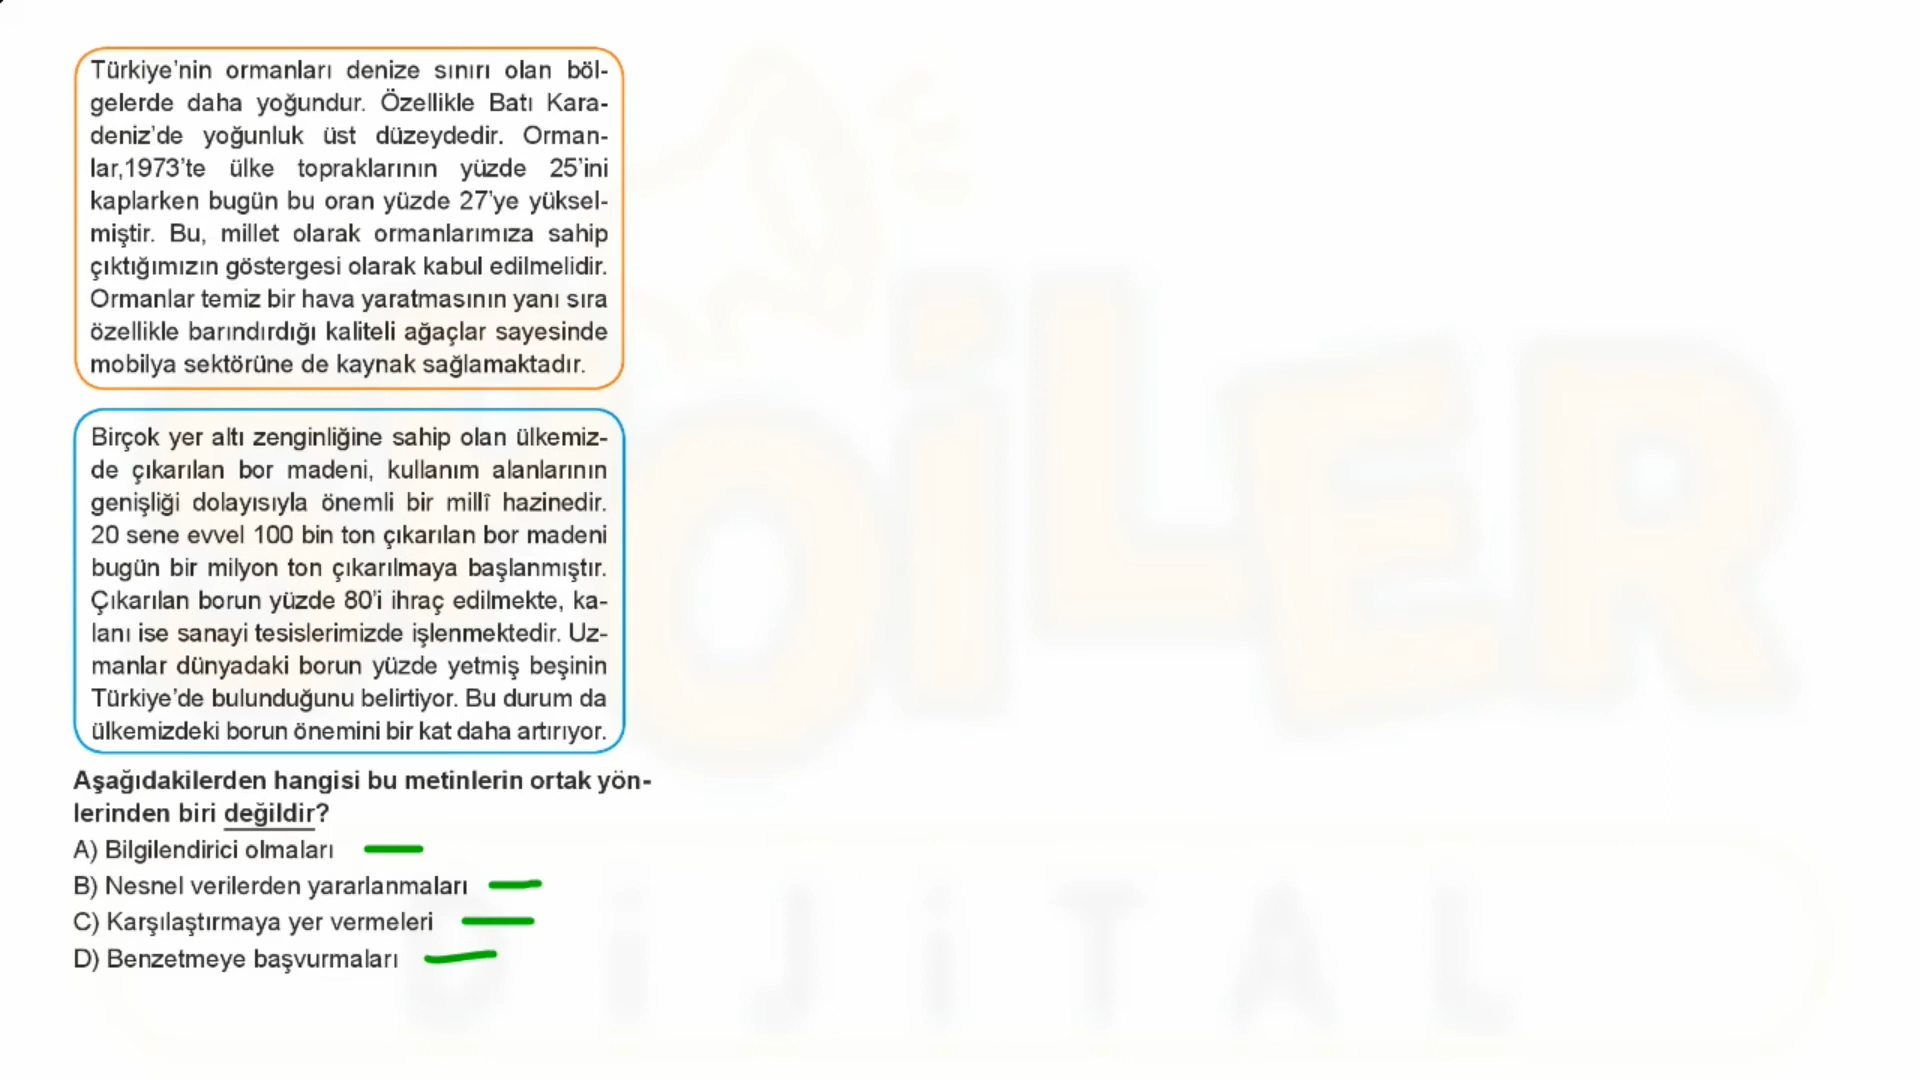 Türkiye’nin ormanları denize sınırı olan böl-
gelerde daha yoğundur. Özellikle Batı Kara-
deniz’de yoğunluk üst düzeydedir. Orman-
lar,1973’te ülke topraklarının yüzde 25’ini
kaplarken bugün bu oran yüzde 27’ye yüksel-
miştir. Bu, millet olarak ormanlarımıza sahip
çıktığımızın göstergesi olarak kabul edilmelidir.
Ormanlar temiz bir hava yaratmasının yanı sıra
özellikle barındırdığı kaliteli ağaçlar sayesinde
mobilya sektörüne de kaynak sağlamaktadır.
Birçok yer altı zenginliğine sahip olan ülkemiz-
de çıkarılan bor madeni, kullanım alanlarının
genişliği dolayısıyla önemli bir millî hazinedir.
20 sene evvel 100 bin ton çıkarılan bor madeni
bugün bir milyon ton çıkarılmaya başlanmıştır.
Çıkarılan borun yüzde 80’i ihraç edilmekte, ka-
lanı ise sanayi tesislerimizde işlenmektedir. Uz-
manlar dünyadaki borun yüzde yetmiş beşinin
Türkiye’de bulunduğunu belirtiyor. Bu durum da
ülkemizdeki borun önemini bir kat daha artırıyor.
Aşağıdakilerden hangisi bu metinlerin ortak yön-
lerinden biri değildir?
A) Bilgilendirici olmaları
B) Nesnel verilerden yararlanmaları
C) Karşılaştırmaya yer vermeleri
D) Benzetmeye başvurmaları
DİJİTAL